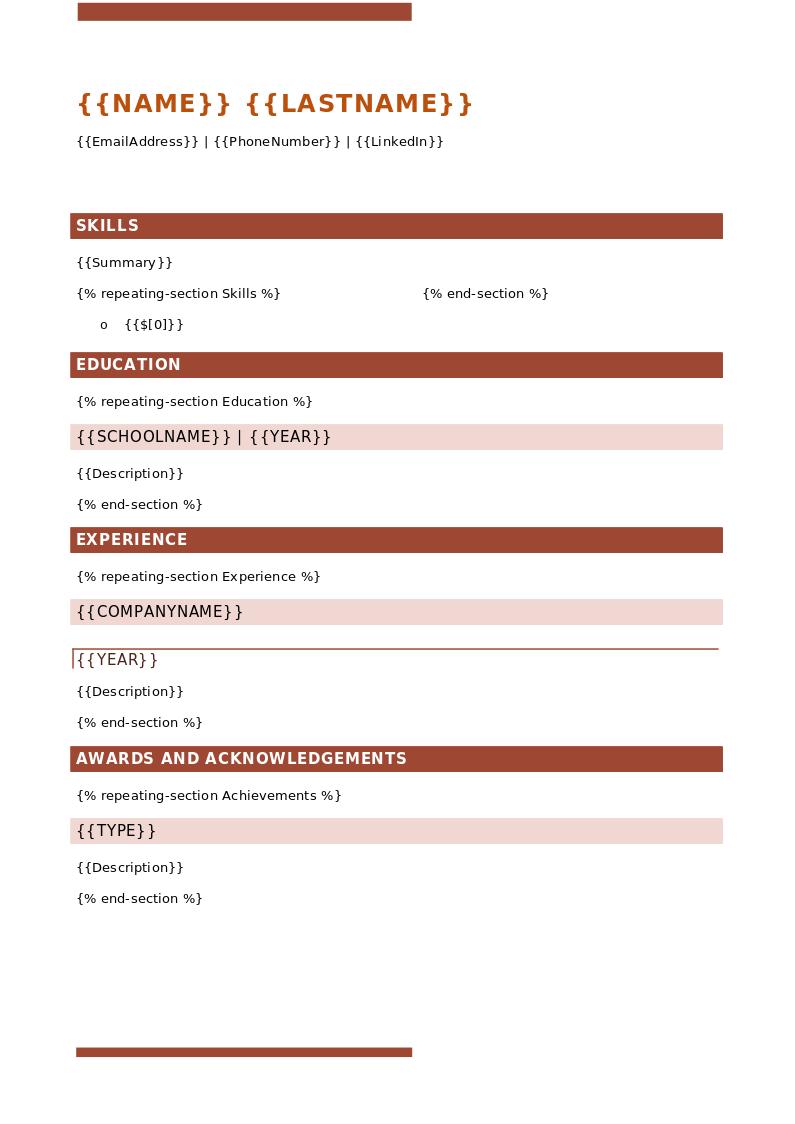 {{NAME}} {{LASTNAME}}
{{EmailAddress}} | {{PhoneNumber}} | {{LinkedIn}}
SKILLS
{{Summary}}
{% repeating-section Skills %}
o {{$[0]}}
{% end-section %}
EDUCATION
{% repeating-section Education %}
{{SCHOOLNAME}} | {{YEAR}}
{{Description}}
{% end-section %}
EXPERIENCE
{% repeating-section Experience %}
{{COMPANYNAME}}
{{YEAR}}
{{Description}}
{% end-section %}
AWARDS AND ACKNOWLEDGEMENTS
{% repeating-section Achievements %}
{{TYPE}}
{{Description}}
{% end-section %}